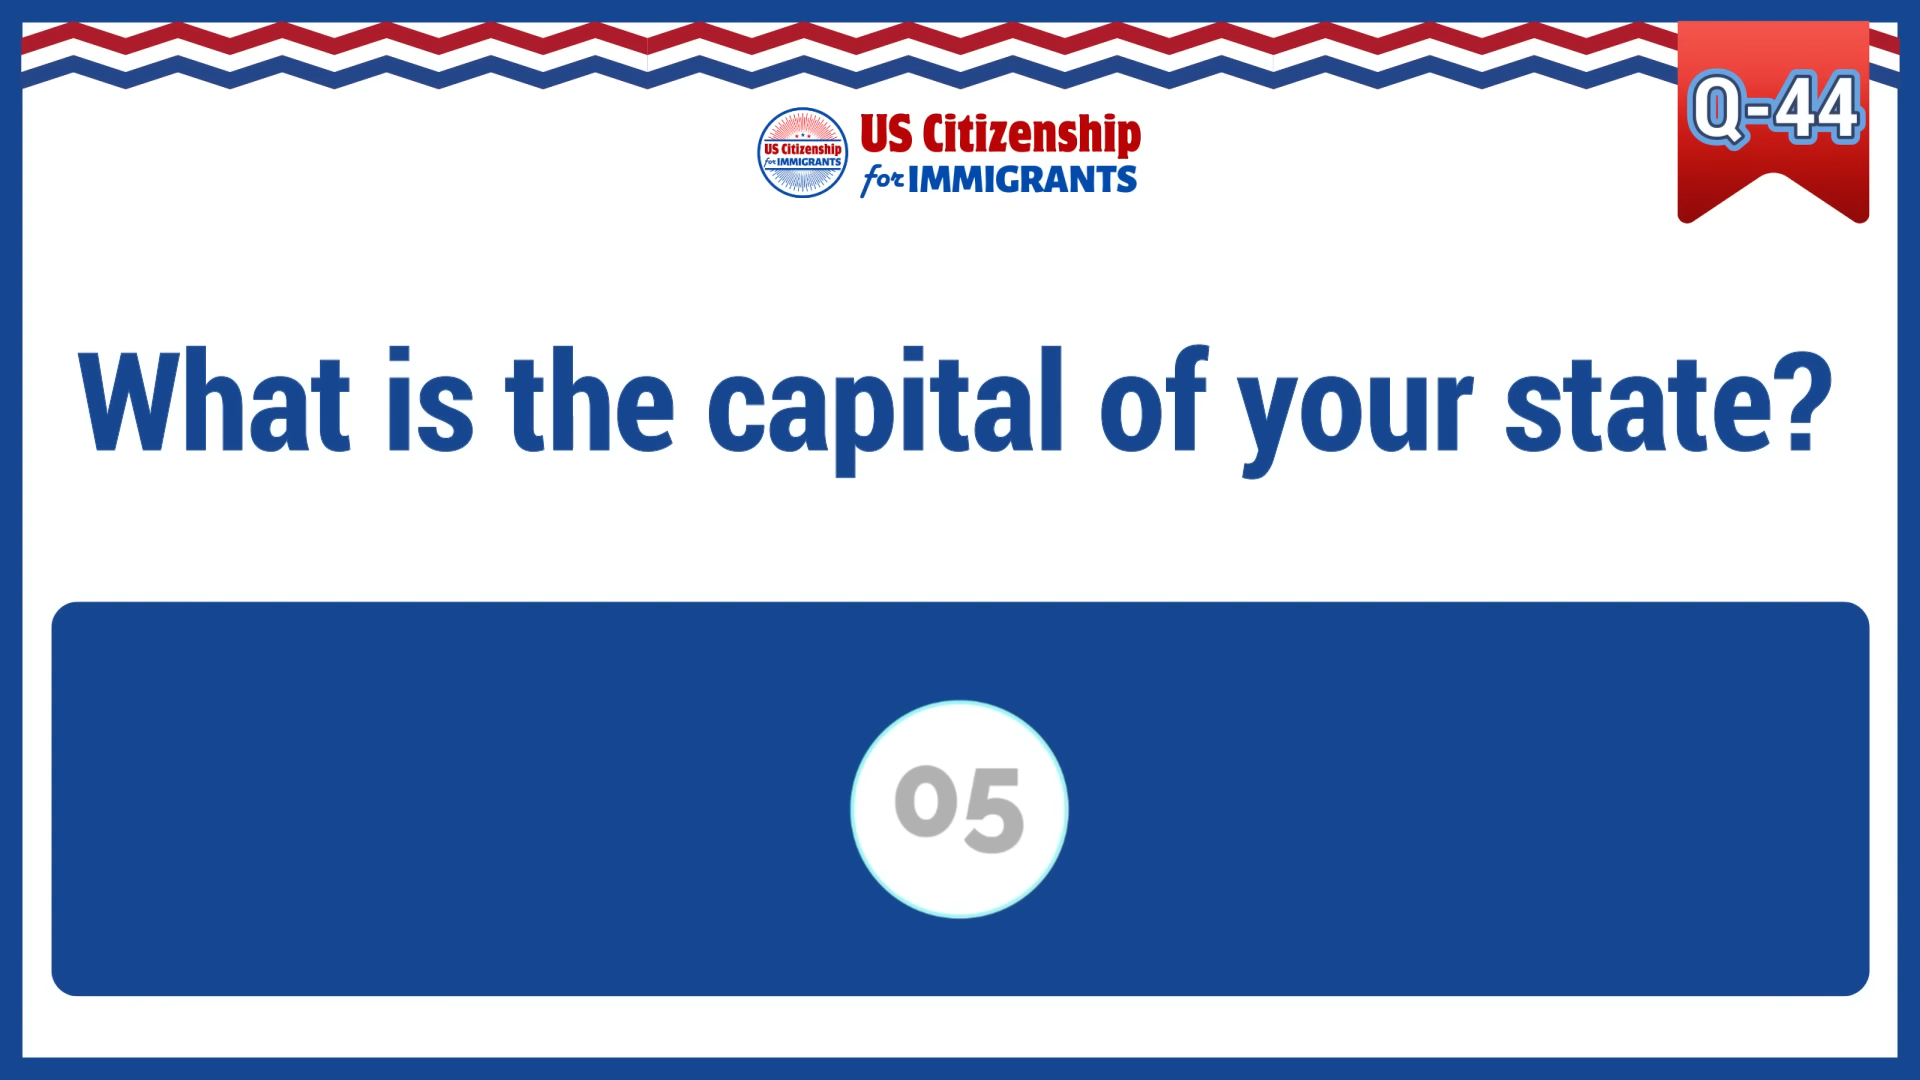 Q-44
US Citizenship
for IMMIGRANTS
US Citizenship
for IMMIGRANTS
What is the capital of your state?
05